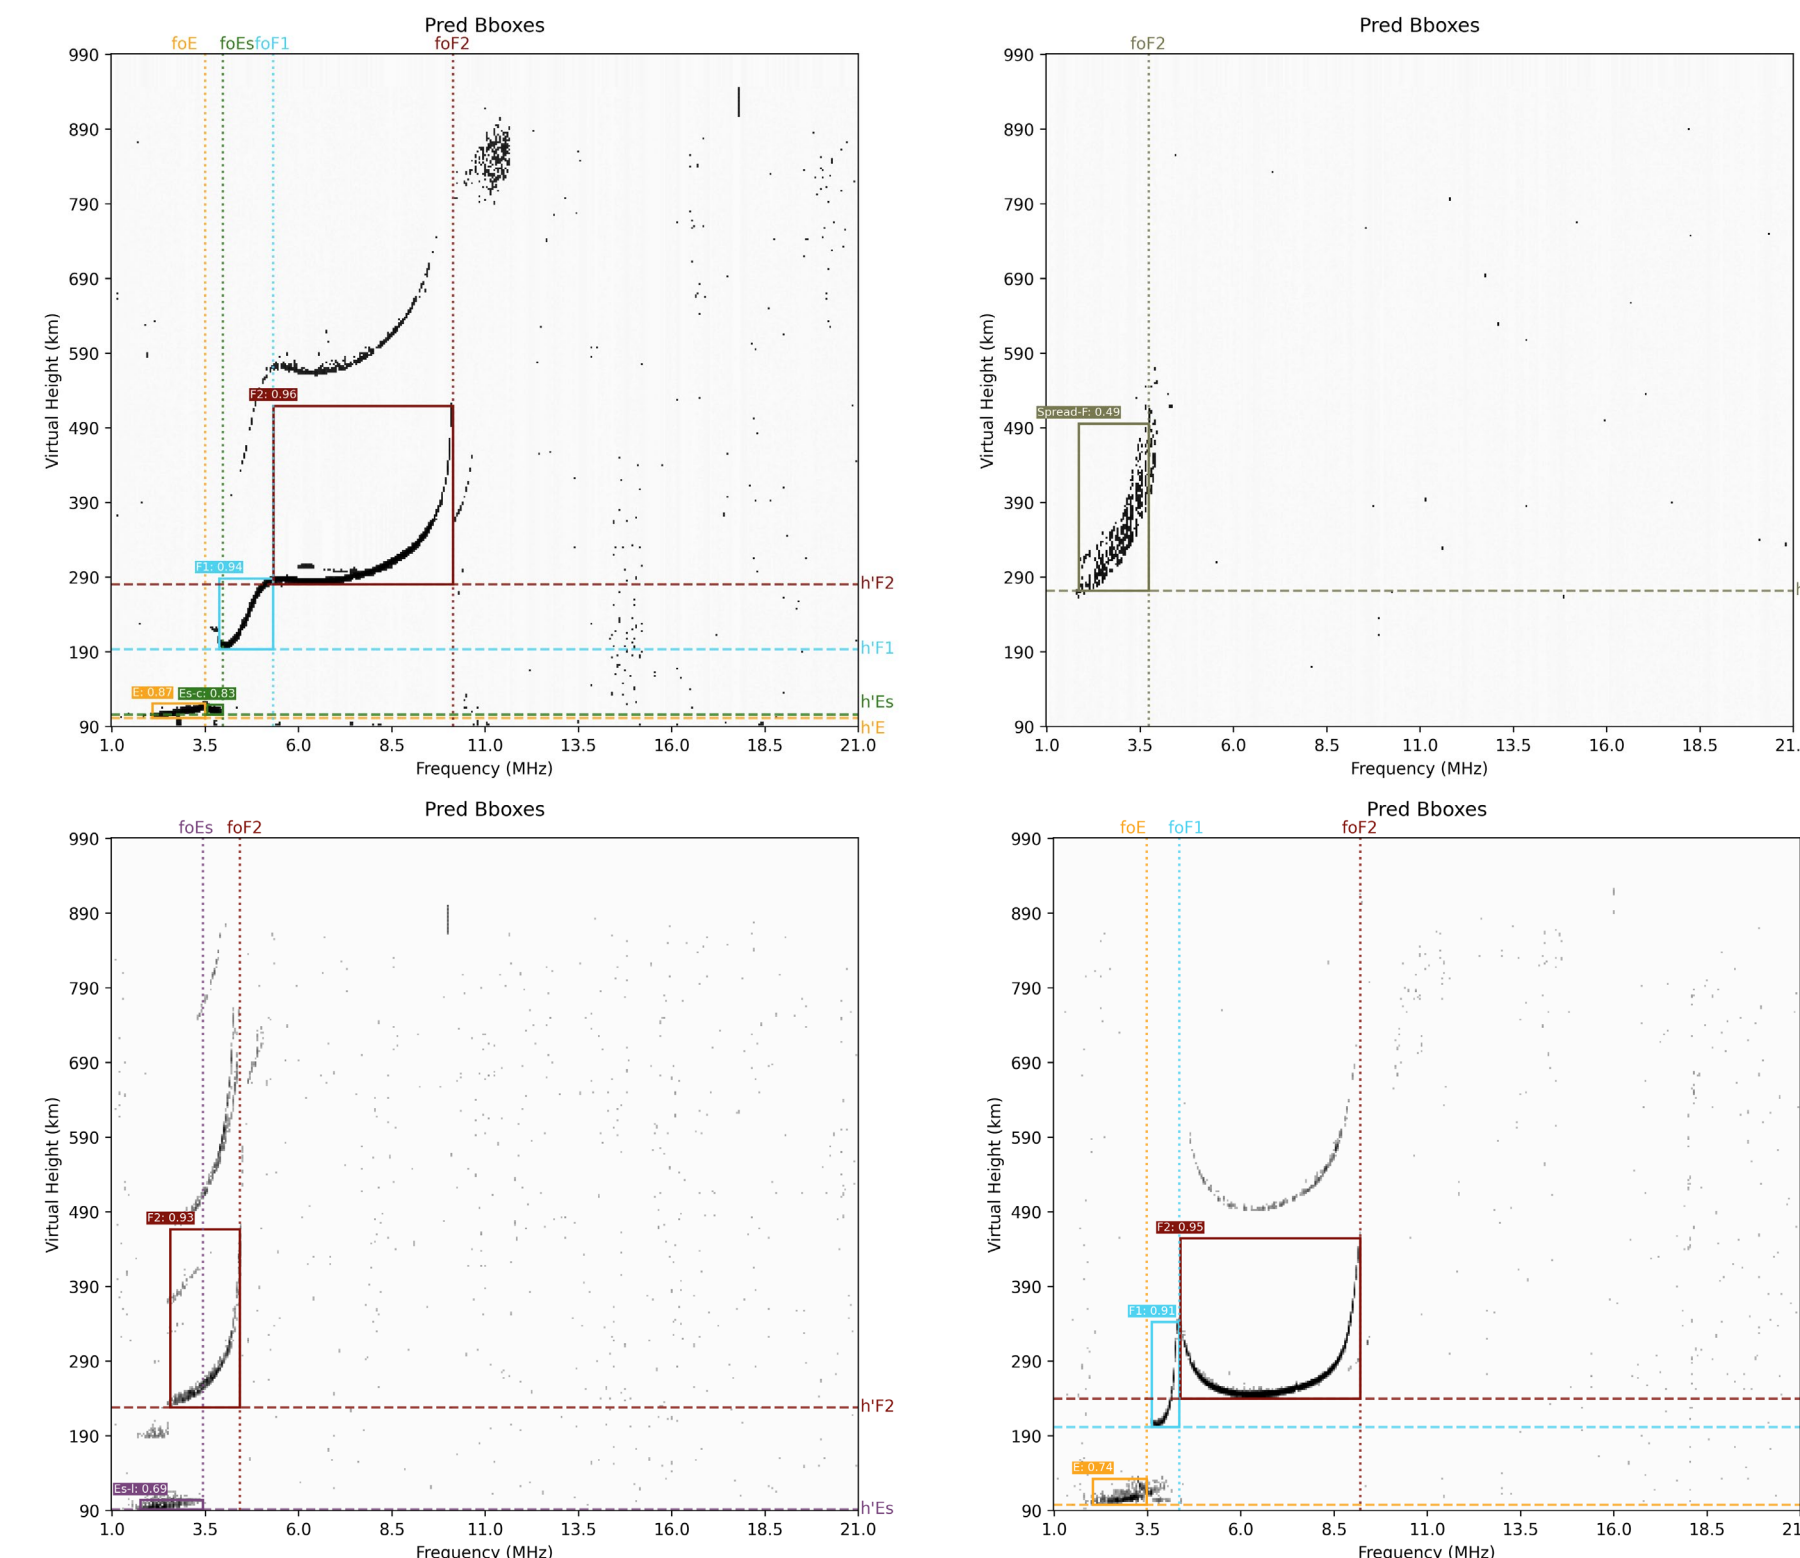 Pred Bboxes
foE foEs foF1 foF2
990
890
790
690
590
490
390
290
190
90
Virtual Height (km)
F2: 0.96
F1: 0.94
E: 0.87 Es-c: 0.83
h'F2
h'F1
h'Es
h'E
1.0 3.5 6.0 8.5 11.0 13.5 16.0 18.5 21.0
Frequency (MHz)
Pred Bboxes
foF2
990
890
790
690
590
490
390
290
190
90
Virtual Height (km)
Spread-F: 0.49
1.0 3.5 6.0 8.5 11.0 13.5 16.0 18.5 21.
Frequency (MHz)
Pred Bboxes
foEs foF2
990
890
790
690
590
490
390
290
190
90
Virtual Height (km)
F2: 0.93
Es-l: 0.69
h'F2
h'Es
1.0 3.5 6.0 8.5 11.0 13.5 16.0 18.5 21.0
Frequency (MHz)
Pred Bboxes
foE foF1 foF2
990
890
790
690
590
490
390
290
190
90
Virtual Height (km)
F2: 0.95
F1: 0.91
E: 0.74
1.0 3.5 6.0 8.5 11.0 13.5 16.0 18.5 21
Frequency (MHz)